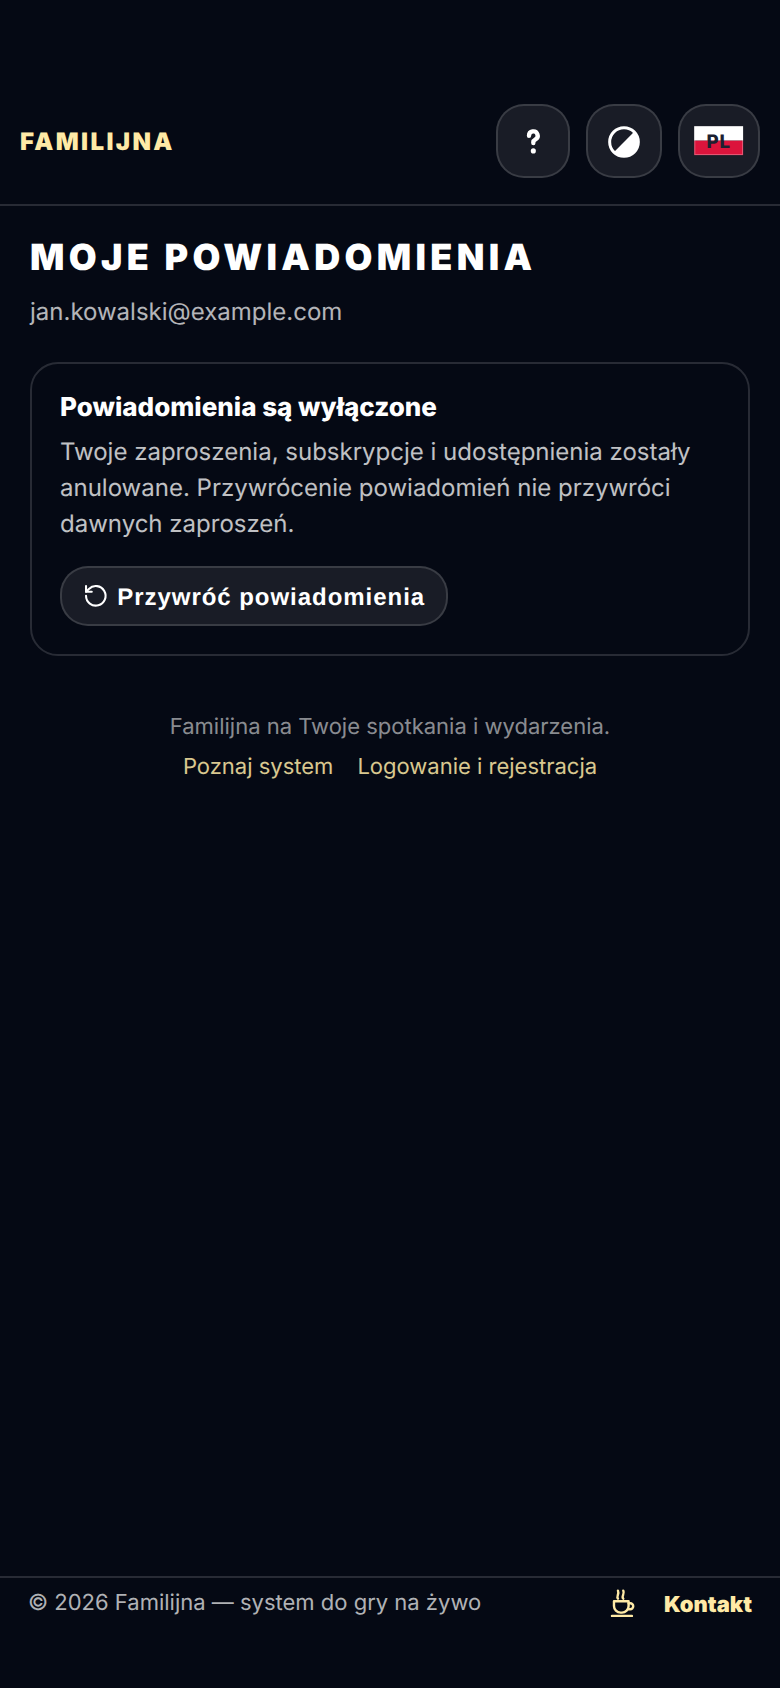 FAMILIJNA
?
PL
MOJE POWIADOMIENIA
jan.kowalski@example.com
Powiadomienia są wyłączone
Twoje zaproszenia, subskrypcje i udostępnienia zostały
anulowane. Przywrócenie powiadomień nie przywróci
dawnych zaproszeń.
Przywróć powiadomienia
Familijna na Twoje spotkania i wydarzenia.
Poznaj system Logowanie i rejestracja
© 2026 Familijna — system do gry na żywo
Kontakt